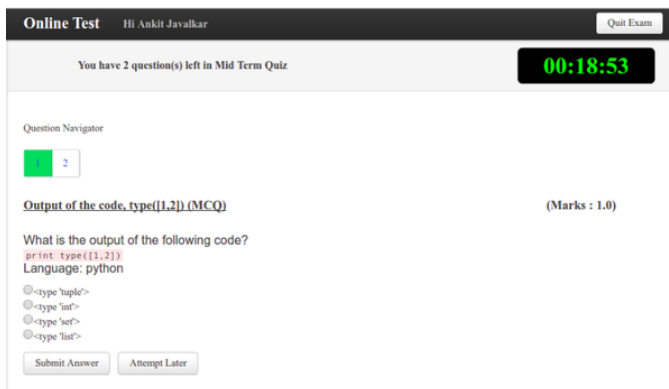 Online Test Hi Ankit Javalkar Quit Exam
You have 2 question(s) left in Mid Term Quiz 00:18:53
Question Navigator
1 2
Output of the code, type([1,2]) (MCQ) (Marks : 1.0)
What is the output of the following code?
print type([1,2])
Language: python
<type 'tuple'>
<type 'int'>
<type 'set'>
<type 'list'>
Submit Answer Attempt Later